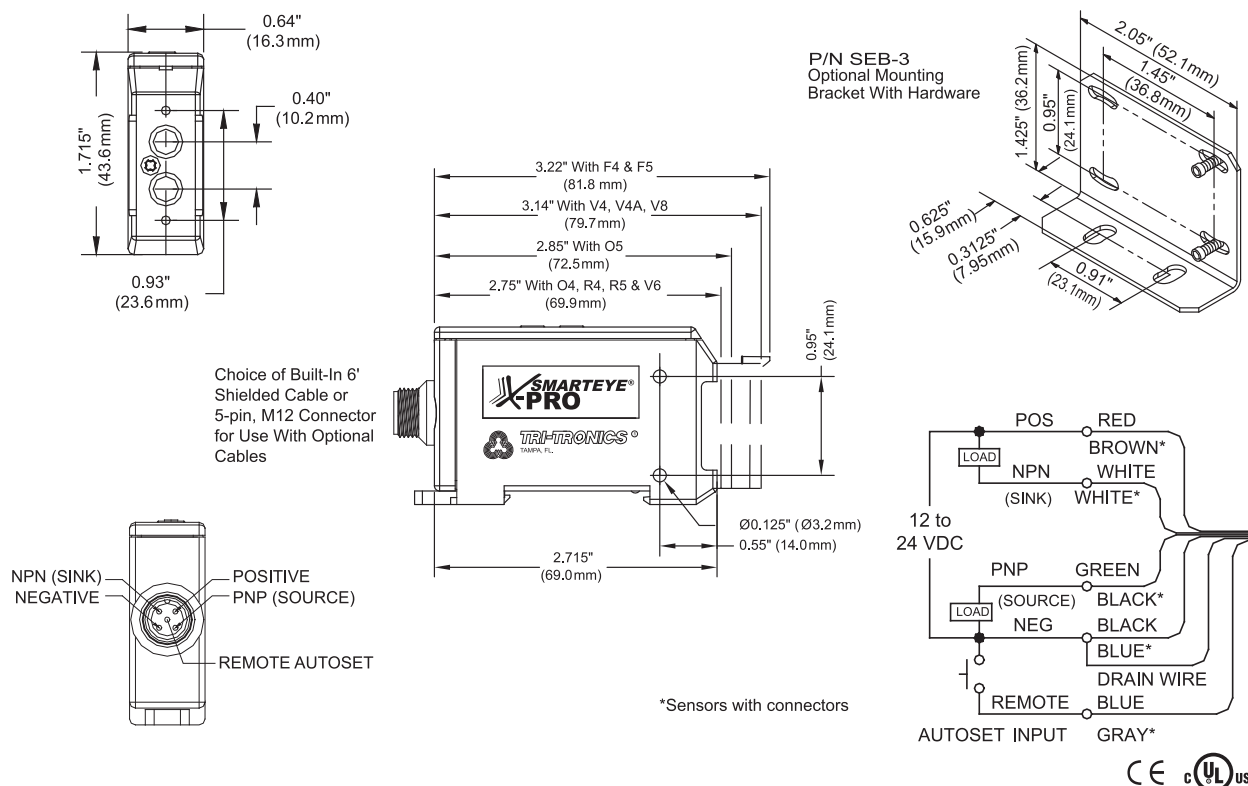 0.64"
(16.3mm)
0.40"
(10.2mm)
1.715"
(43.6mm)
0.93"
(23.6mm)
P/N SEB-3
Optional Mounting
Bracket With Hardware
2.05" (52.1mm)
1.45"
(36.8mm)
1.425" (36.2mm)
0.95"
(24.1mm)
0.625"
(15.9mm)
0.3125"
(7.95mm)
0.91"
(23.1mm)
3.22" With F4 & F5
(81.8 mm)
3.14" With V4, V4A, V8
(79.7mm)
2.85" With O5
(72.5mm)
2.75" With O4, R4, R5 & V6
(69.9mm)
0.95"
(24.1mm)
Choice of Built-In 6'
Shielded Cable or
5-pin, M12 Connector
for Use With Optional
Cables
SMARTEYE®
X-PRO
TRI-TRONICS®
TAMPA, FL.
Ø0.125" (Ø3.2mm)
0.55" (14.0mm)
2.715"
(69.0mm)
NPN (SINK)
NEGATIVE
POSITIVE
PNP (SOURCE)
REMOTE AUTOSET
*Sensors with connectors
12 to
24 VDC
POS RED
BROWN*
LOAD
NPN WHITE
(SINK) WHITE*
PNP GREEN
(SOURCE) BLACK*
LOAD
NEG BLACK
BLUE*
DRAIN WIRE
REMOTE BLUE
AUTOSET INPUT GRAY*
CE C UL US